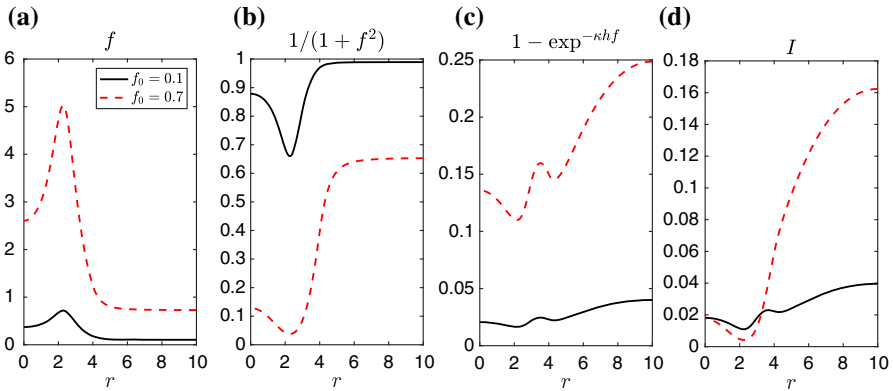 (a) (b) (c) (d)
f 1/(1 + f²) 1 − exp^{−κhf} I
6 1 0.25 0.18
f₀ = 0.1
f₀ = 0.7
0.9 0.16
5 0.8 0.2 0.14
4 0.7 0.12
0.6 0.15 0.1
3 0.5
0.4 0.1 0.08
2 0.3 0.06
1 0.2 0.05 0.04
0.1 0.02
0 0 0 0
0 2 4 6 8 10 0 2 4 6 8 10 0 2 4 6 8 10 0 2 4 6 8 10
r r r r